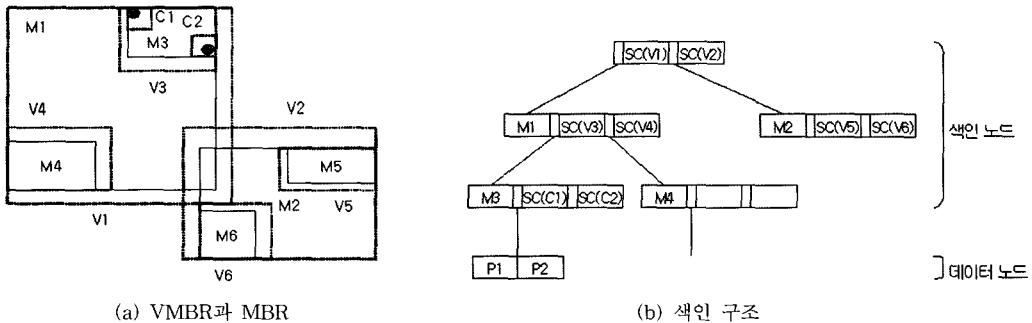 M1
C1
C2
M3
V3
V4
V2
M4
M5
V1
M2
V5
M6
V6
(a) VMBR과 MBR
SC(V1) SC(V2)
M1 SC(V3) SC(V4)
M2 SC(V5) SC(V6)
색인 노드
M3 SC(C1) SC(C2)
M4
P1 P2
데이터 노드
(b) 색인 구조